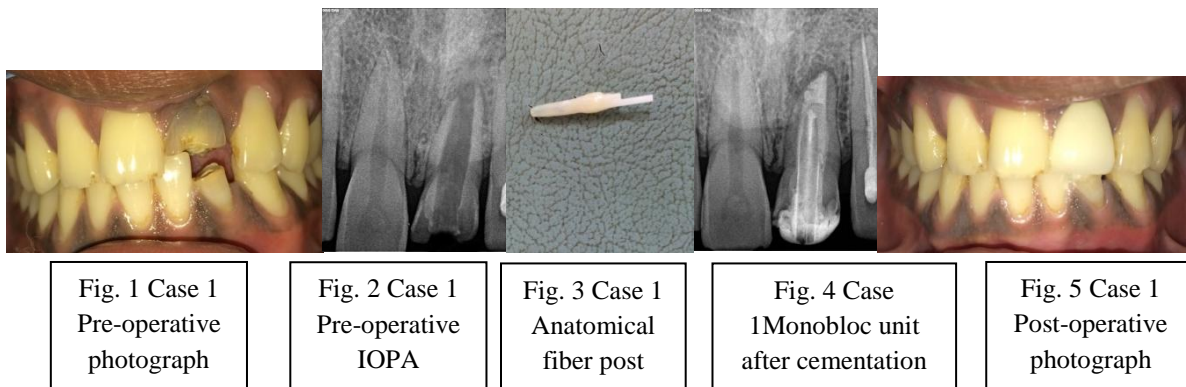 Fig. 1 Case 1
Pre-operative
photograph
Fig. 2 Case 1
Pre-operative
IOPA
Fig. 3 Case 1
Anatomical
fiber post
Fig. 4 Case
1Monobloc unit
after cementation
Fig. 5 Case 1
Post-operative
photograph